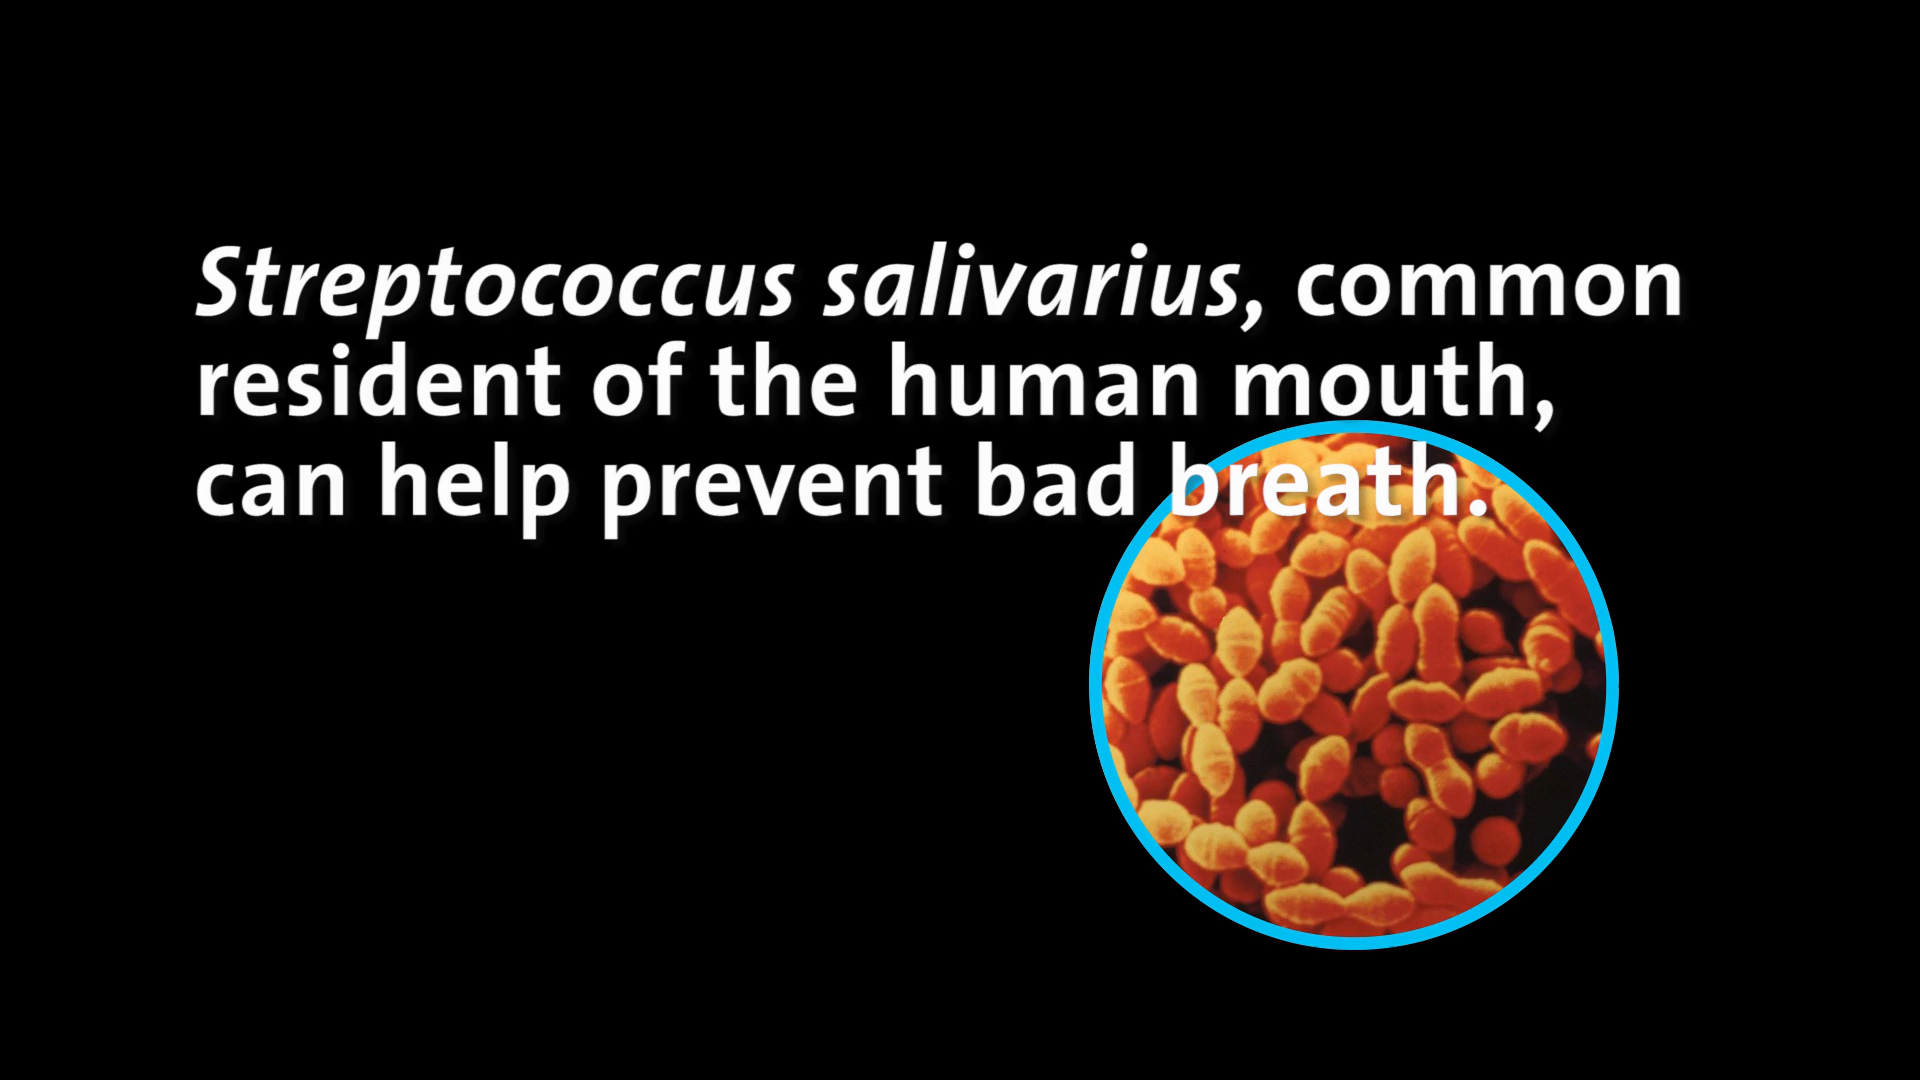 Streptococcus salivarius, common
resident of the human mouth,
can help prevent bad breath.